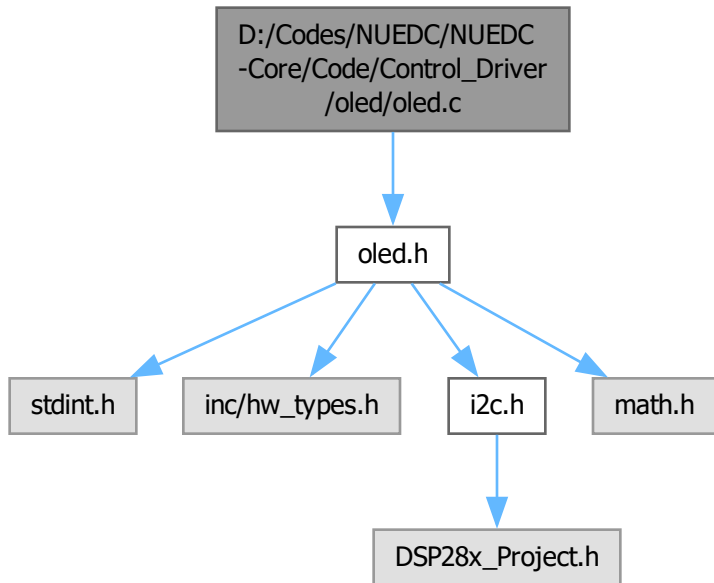 D:/Codes/NUEDC/NUEDC
-Core/Code/Control_Driver
/oled/oled.c
oled.h
stdint.h
inc/hw_types.h
i2c.h
math.h
DSP28x_Project.h